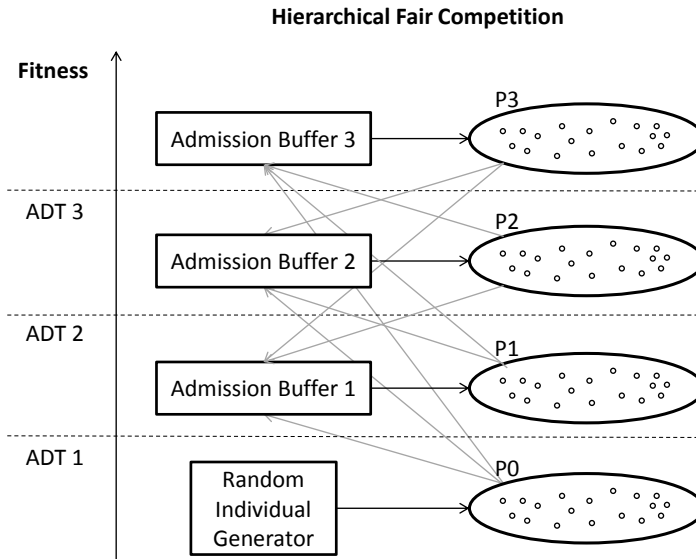 Hierarchical Fair Competition
Fitness
P3
Admission Buffer 3
ADT 3
P2
Admission Buffer 2
ADT 2
P1
Admission Buffer 1
ADT 1
P0
Random
Individual
Generator